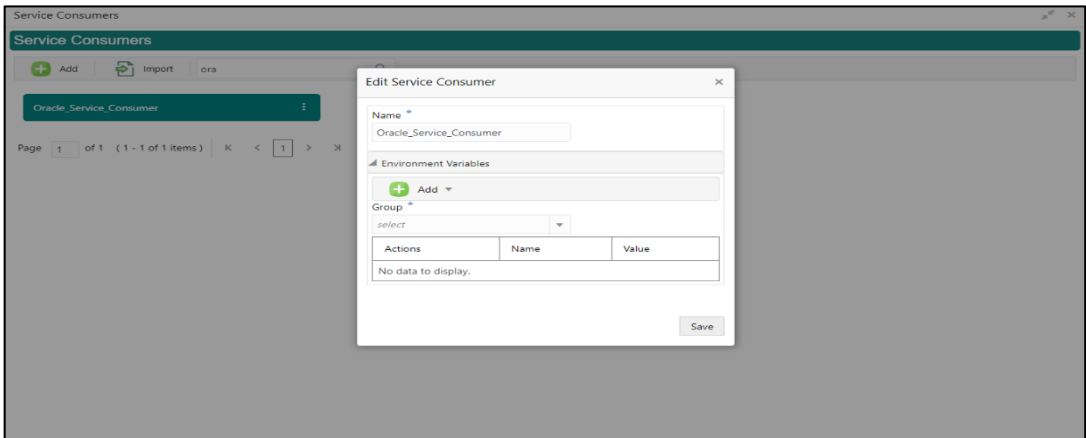 Service Consumers
Service Consumers
Add Import ora
Oracle_Service_Consumer
Page 1 of 1 (1 - 1 of 1 items) K < 1 > Ʞ
Edit Service Consumer ×
Name *
Oracle_Service_Consumer
Environment Variables
Add
Group *
select
Actions Name Value
No data to display.
Save